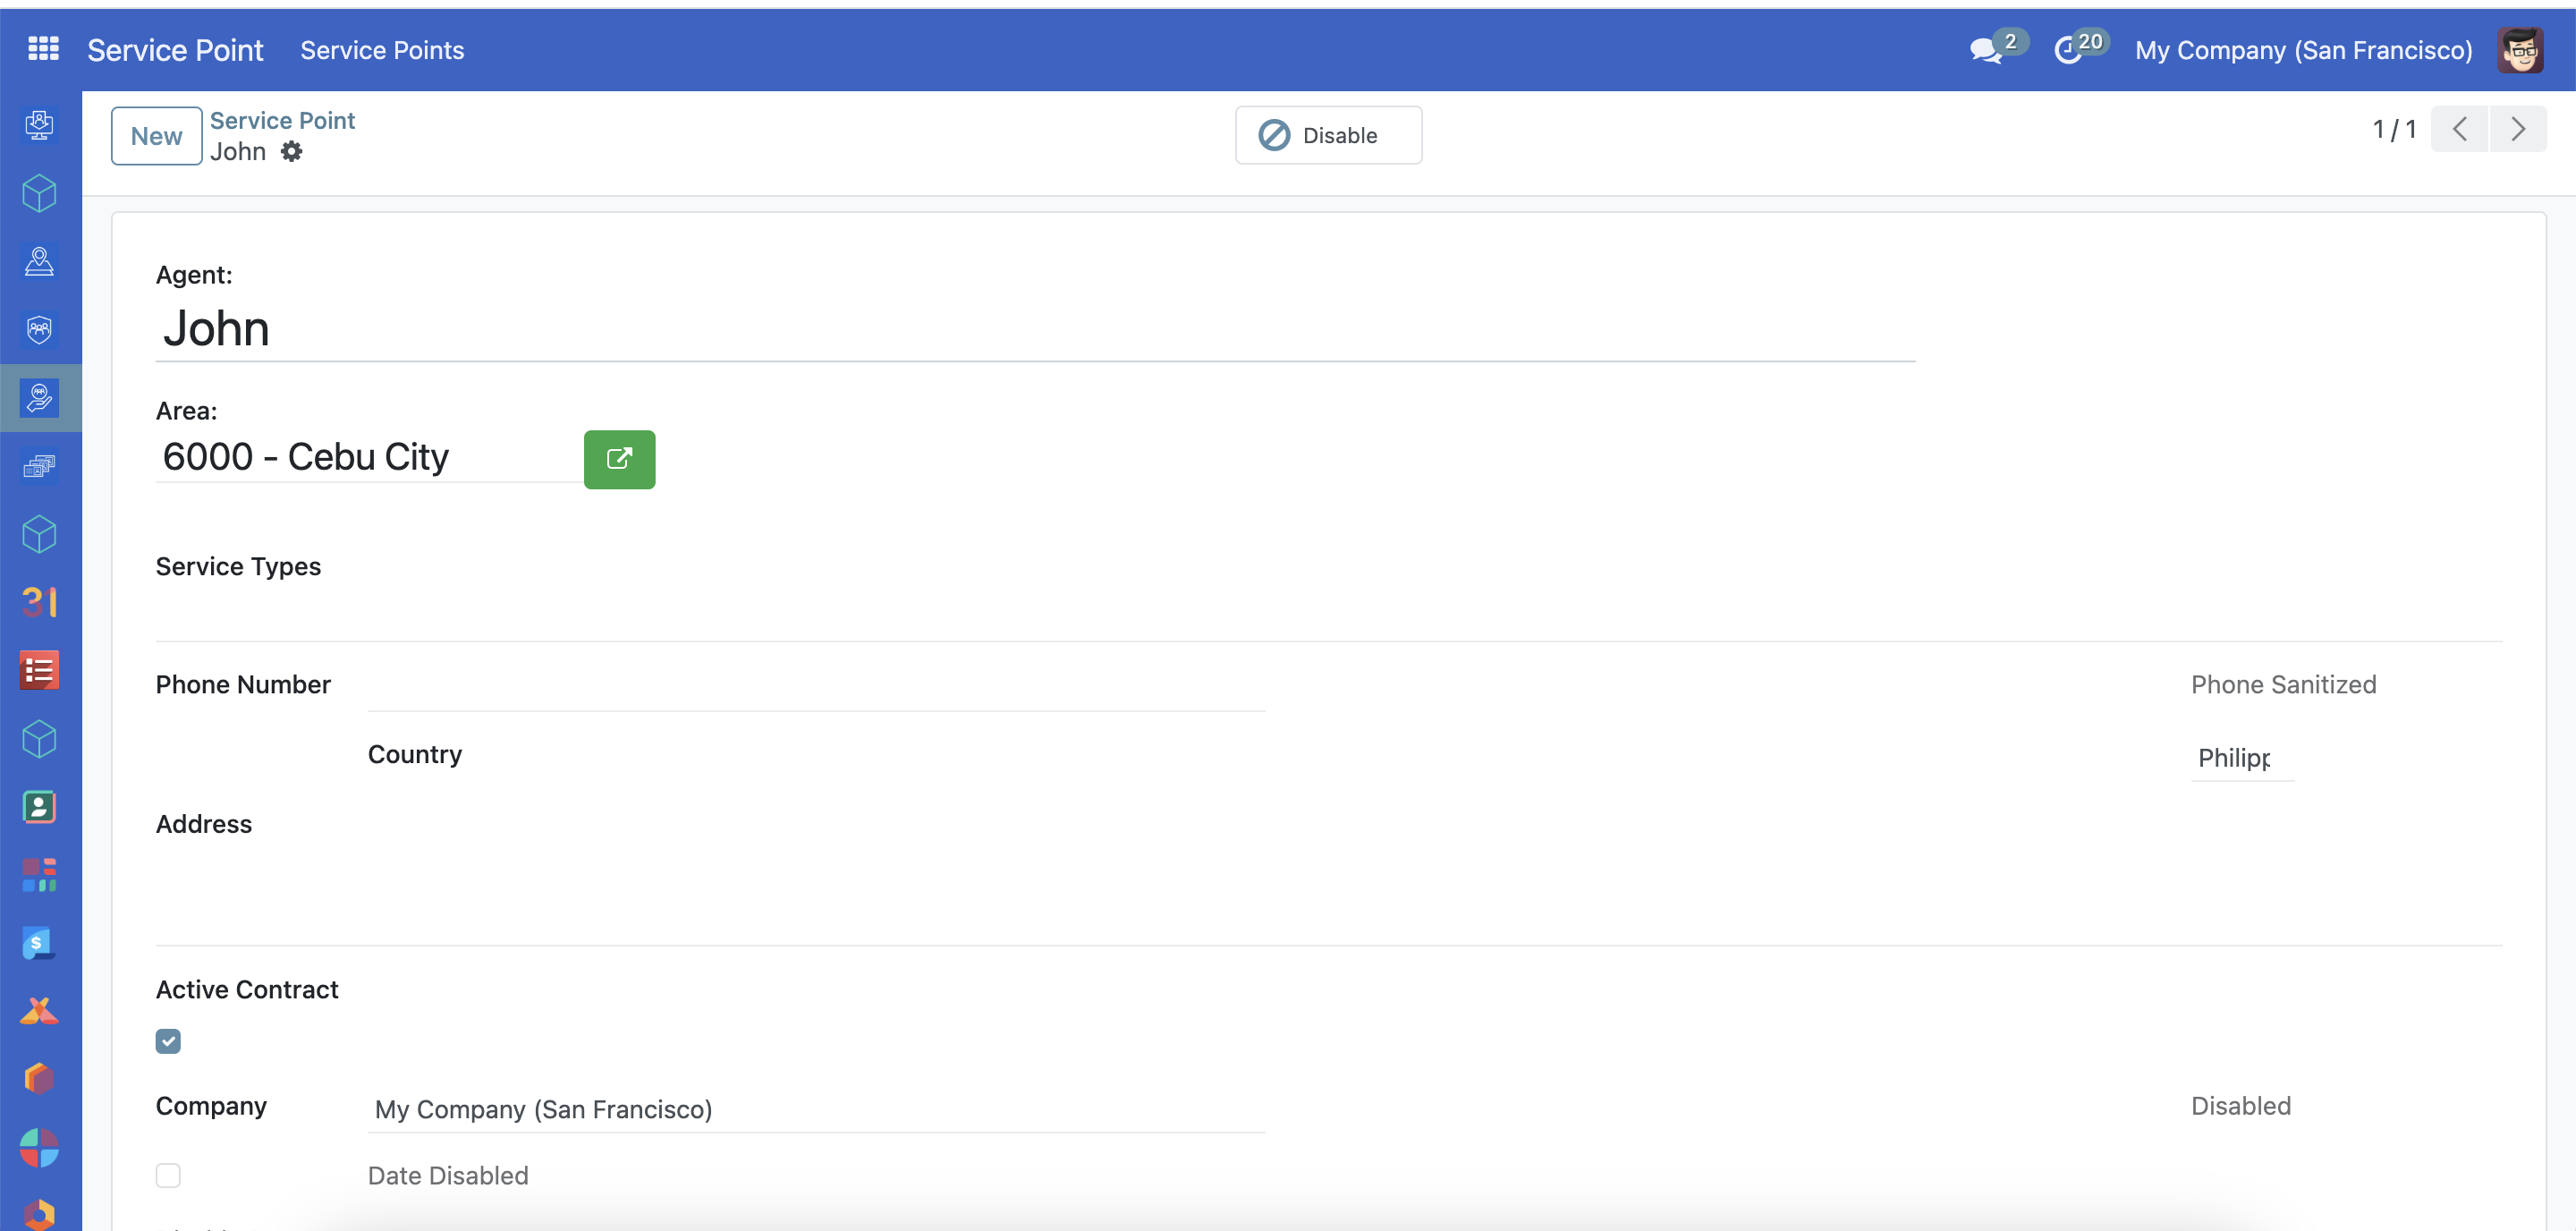 Service Point Service Points 2 20 My Company (San Francisco)
New
Service Point
John
Disable
1 / 1
Agent:
John
Area:
6000 - Cebu City
Service Types
Phone Number Phone Sanitized
Country Philipp
Address
Active Contract
Company My Company (San Francisco) Disabled
Date Disabled
31
$